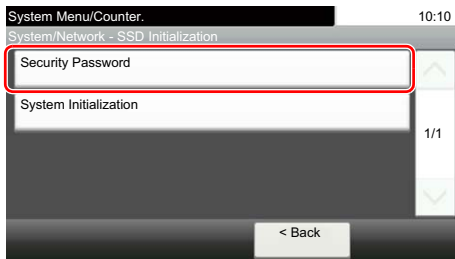 System Menu/Counter.
10:10
System/Network - SSD Initialization
Security Password
System Initialization
1/1
< Back